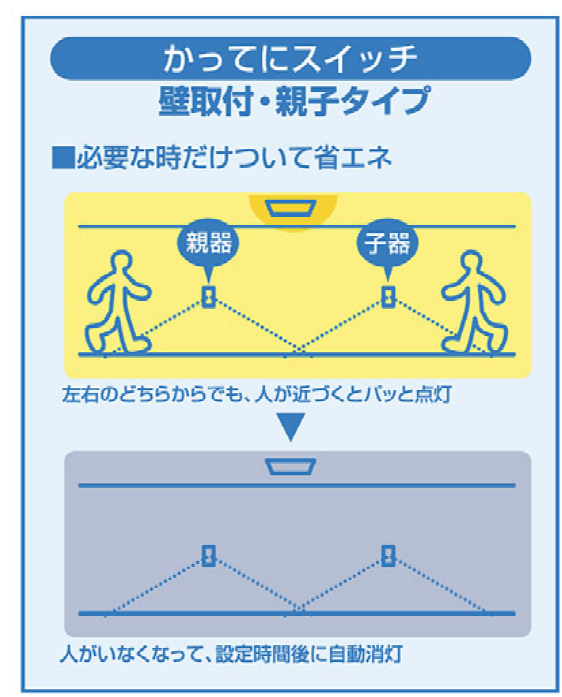 かってにスイッチ
壁取付・親子タイプ
■必要な時だけついて省エネ
親器 子器
左右のどちらからでも、人が近づくとパッと点灯
▼
人がいなくなって、設定時間後に自動消灯